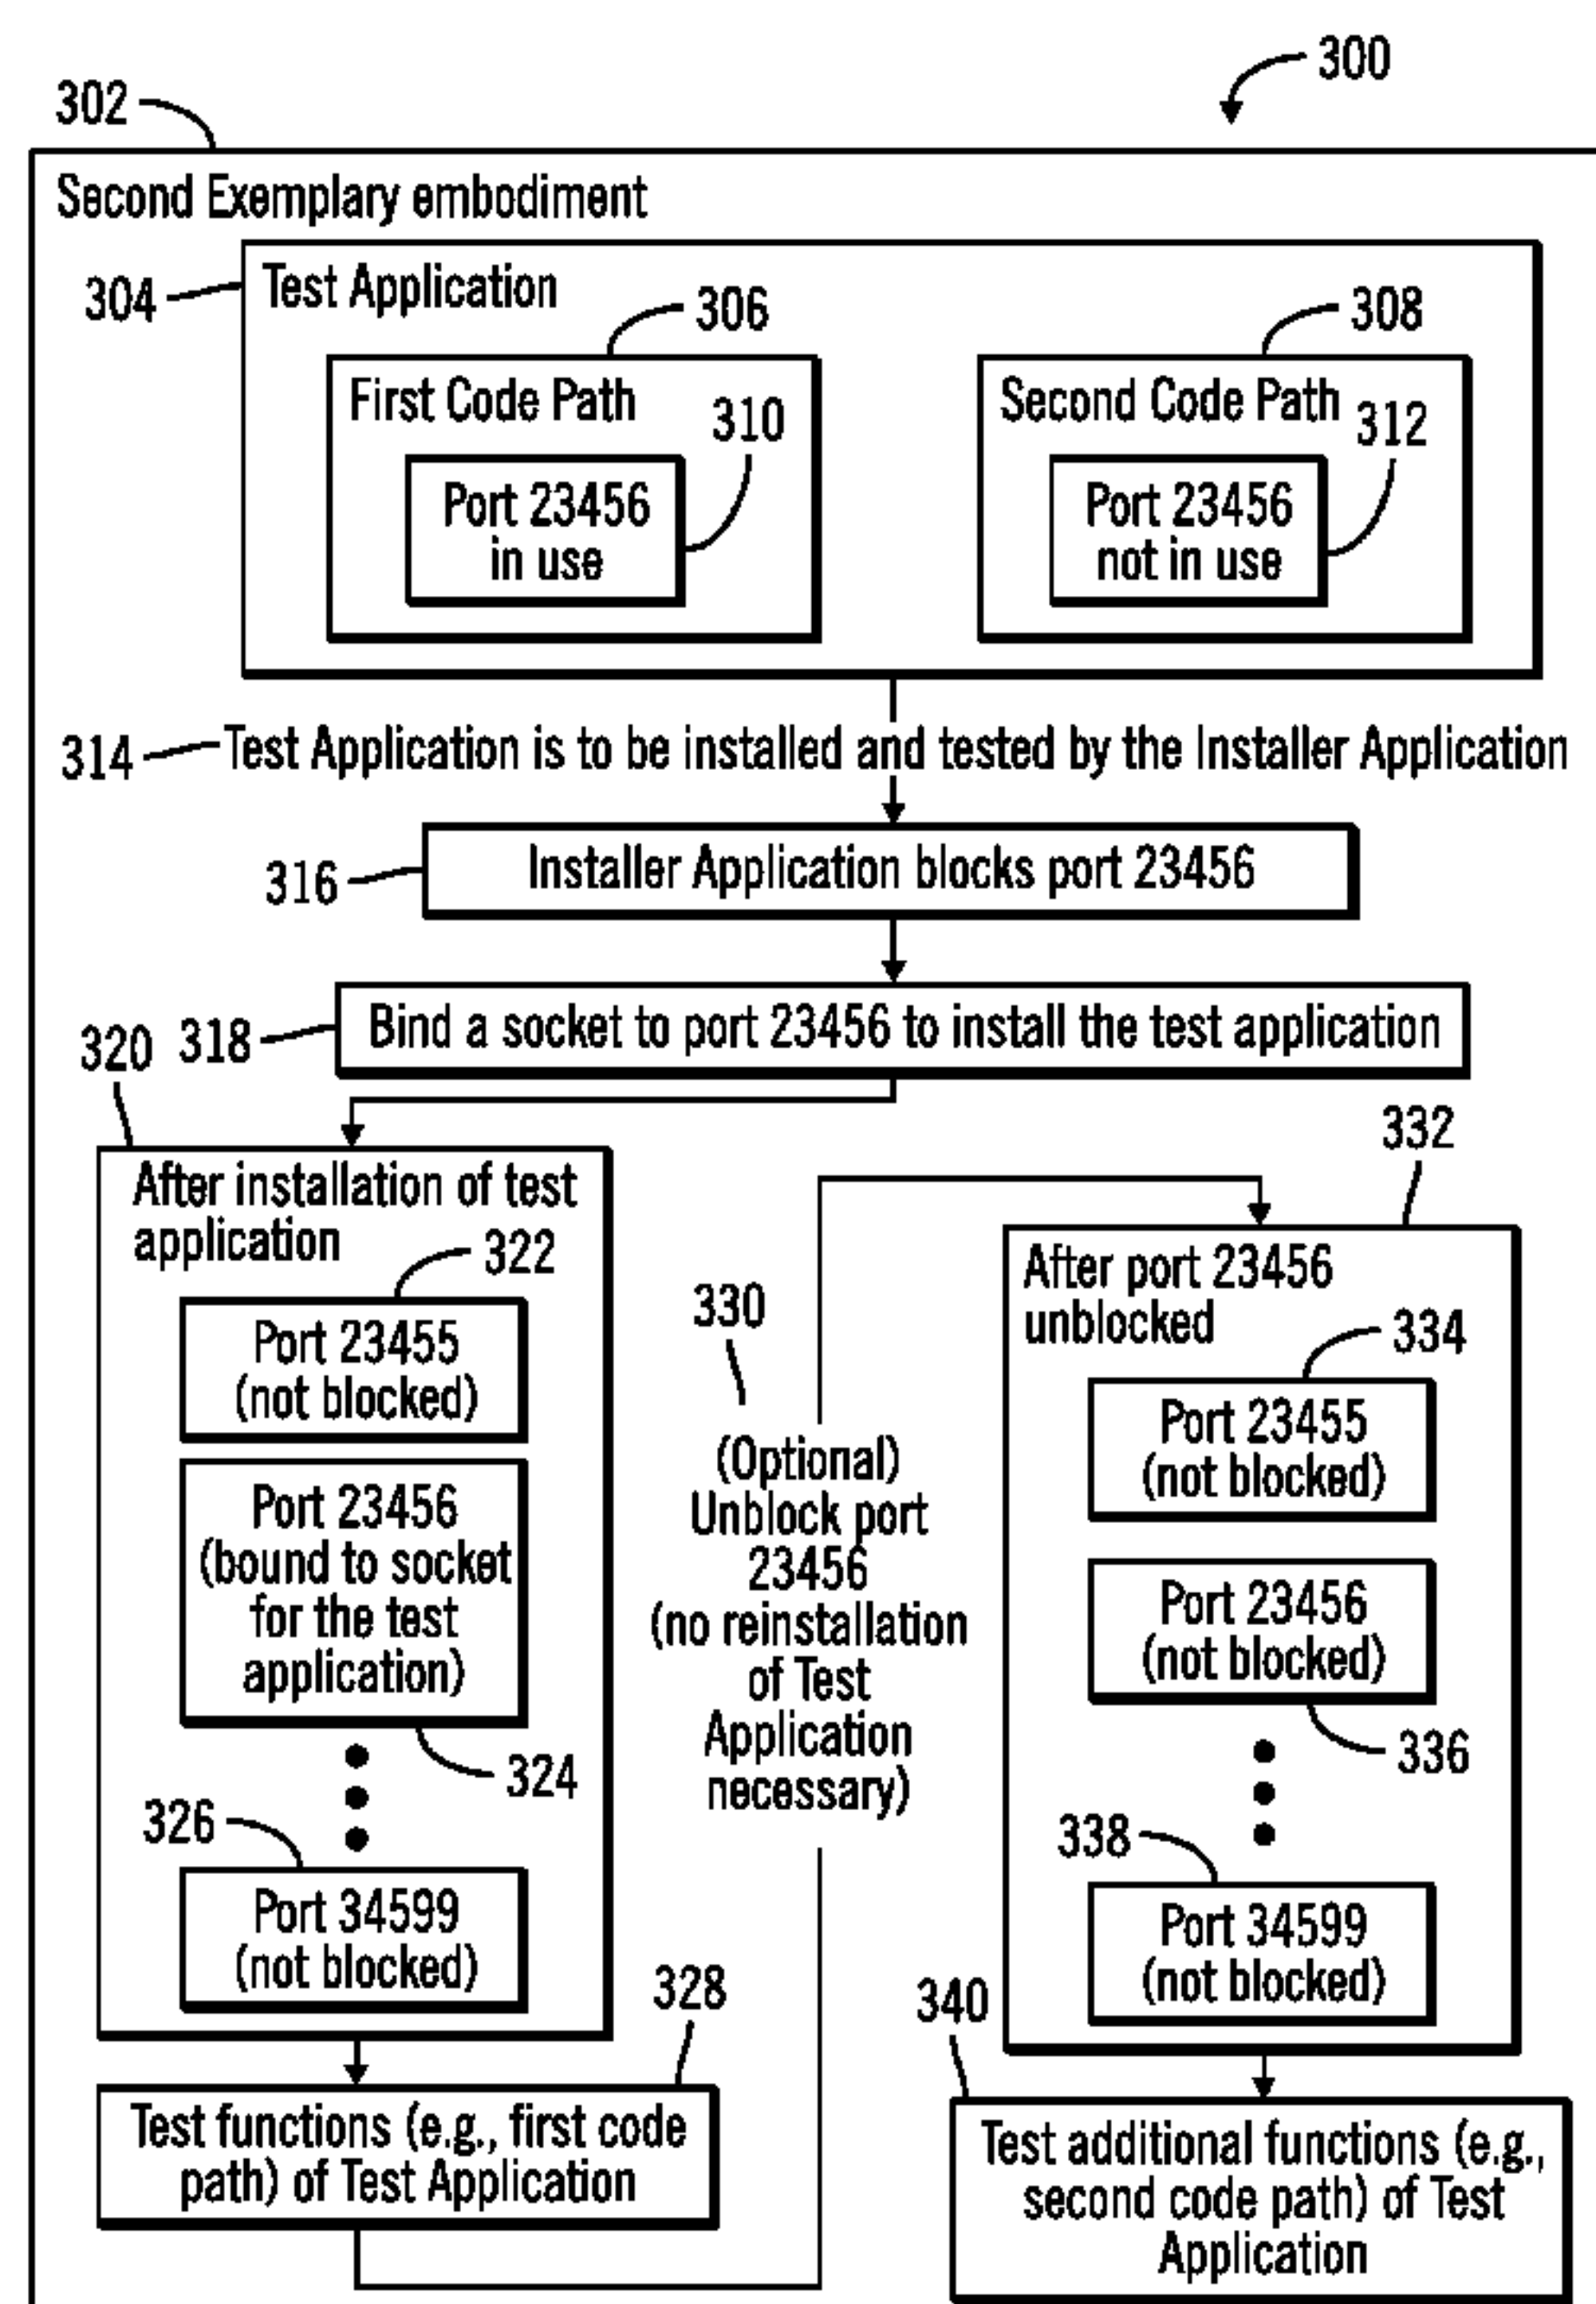 300
302
Second Exemplary embodiment
304
Test Application
306
308
First Code Path
310
Second Code Path
312
Port 23456
in use
Port 23456
not in use
314
Test Application is to be installed and tested by the Installer Application
316
Installer Application blocks port 23456
318
Bind a socket to port 23456 to install the test application
320
After installation of test
application
322
Port 23455
(not blocked)
Port 23456
(bound to socket
for the test
application)
324
326
Port 34599
(not blocked)
328
Test functions (e.g., first code
path) of Test Application
330
(Optional)
Unblock port
23456
(no reinstallation
of Test
Application
necessary)
332
After port 23456
unblocked
334
Port 23455
(not blocked)
Port 23456
(not blocked)
336
338
Port 34599
(not blocked)
340
Test additional functions (e.g.,
second code path) of Test
Application